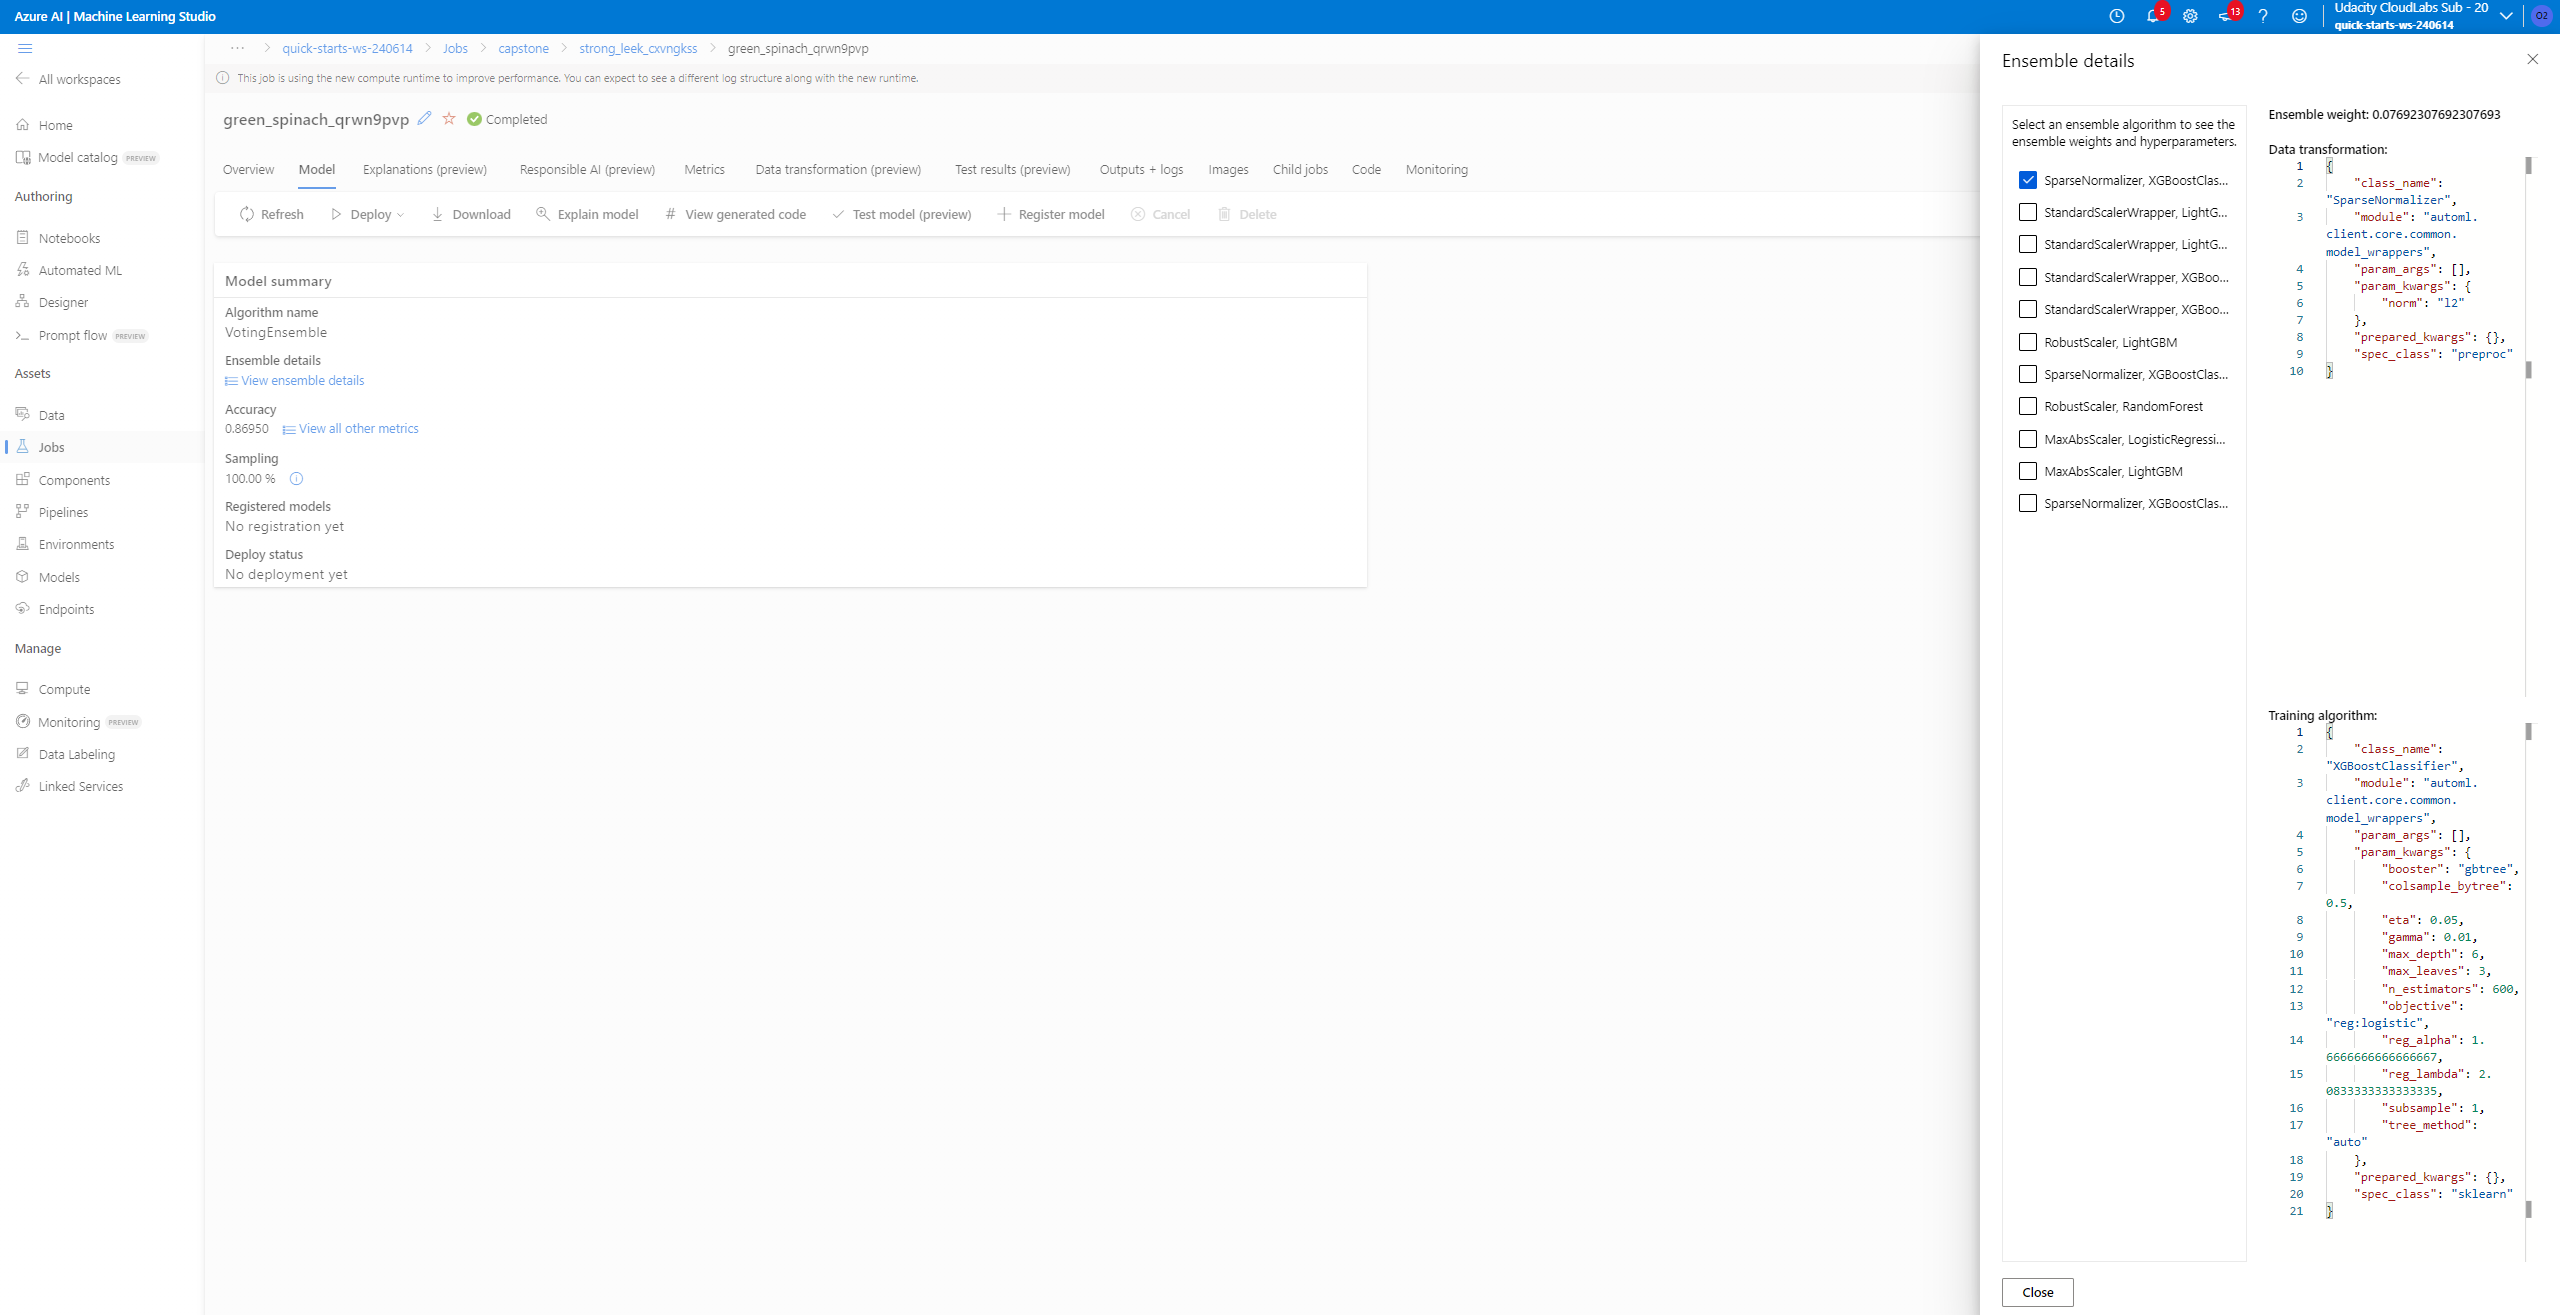 Azure AI | Machine Learning Studio
5
13
Udacity CloudLabs Sub - 20
quick-starts-ws-240614
O2
All workspaces
Home
Model catalog PREVIEW
Authoring
Notebooks
Automated ML
Designer
Prompt flow PREVIEW
Assets
Data
Jobs
Components
Pipelines
Environments
Models
Endpoints
Manage
Compute
Monitoring PREVIEW
Data Labeling
Linked Services
... > quick-starts-ws-240614 > Jobs > capstone > strong_leek_cxvngkss > green_spinach_qrwn9pvp
This job is using the new compute runtime to improve performance. You can expect to see a different log structure along with the new runtime.
green_spinach_qrwn9pvp Completed
Overview Model Explanations (preview) Responsible AI (preview) Metrics Data transformation (preview) Test results (preview) Outputs + logs Images Child jobs Code Monitoring
Refresh Deploy Download Explain model # View generated code Test model (preview) Register model Cancel Delete
Model summary
Algorithm name
VotingEnsemble
Ensemble details
View ensemble details
Accuracy
0.86950 View all other metrics
Sampling
100.00 %
Registered models
No registration yet
Deploy status
No deployment yet
Ensemble details
Select an ensemble algorithm to see the
ensemble weights and hyperparameters.
SparseNormalizer, XGBoostClas...
StandardScalerWrapper, LightG...
StandardScalerWrapper, LightG...
StandardScalerWrapper, XGBoo...
StandardScalerWrapper, XGBoo...
RobustScaler, LightGBM
SparseNormalizer, XGBoostClas...
RobustScaler, RandomForest
MaxAbsScaler, LogisticRegressi...
MaxAbsScaler, LightGBM
SparseNormalizer, XGBoostClas...
Ensemble weight: 0.07692307692307693
Data transformation:
1 {
2 "class_name":
"SparseNormalizer",
3 "module": "automl.
client.core.common.
model_wrappers",
4 "param_args": [],
5 "param_kwargs": {
6 "norm": "l2"
7 },
8 "prepared_kwargs": {},
9 "spec_class": "preproc"
10 }
Training algorithm:
1 {
2 "class_name":
"XGBoostClassifier",
3 "module": "automl.
client.core.common.
model_wrappers",
4 "param_args": [],
5 "param_kwargs": {
6 "booster": "gbtree",
7 "colsample_bytree":
0.5,
8 "eta": 0.05,
9 "gamma": 0.01,
10 "max_depth": 6,
11 "max_leaves": 3,
12 "n_estimators": 600,
13 "objective":
"reg:logistic",
14 "reg_alpha": 1.
6666666666666667,
15 "reg_lambda": 2.
0833333333333335,
16 "subsample": 1,
17 "tree_method":
"auto"
18 },
19 "prepared_kwargs": {},
20 "spec_class": "sklearn"
21 }
Close